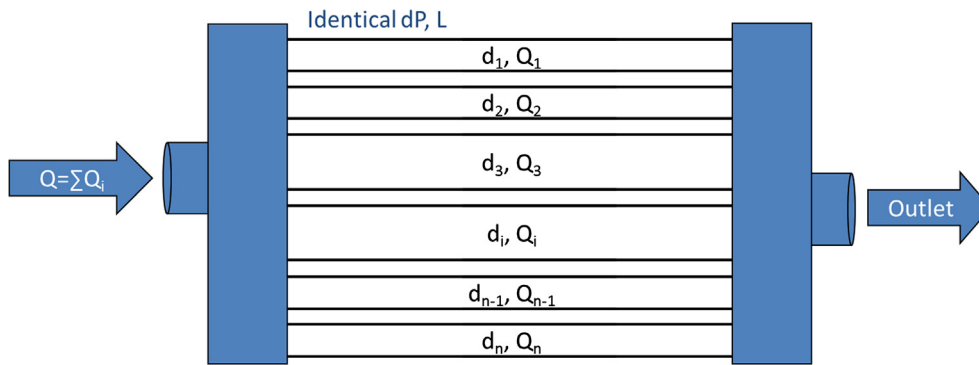 Identical dP, L
d₁, Q₁
d₂, Q₂
d₃, Q₃
Q=∑Qᵢ
dᵢ, Qᵢ
Outlet
dₙ₋₁, Qₙ₋₁
dₙ, Qₙ